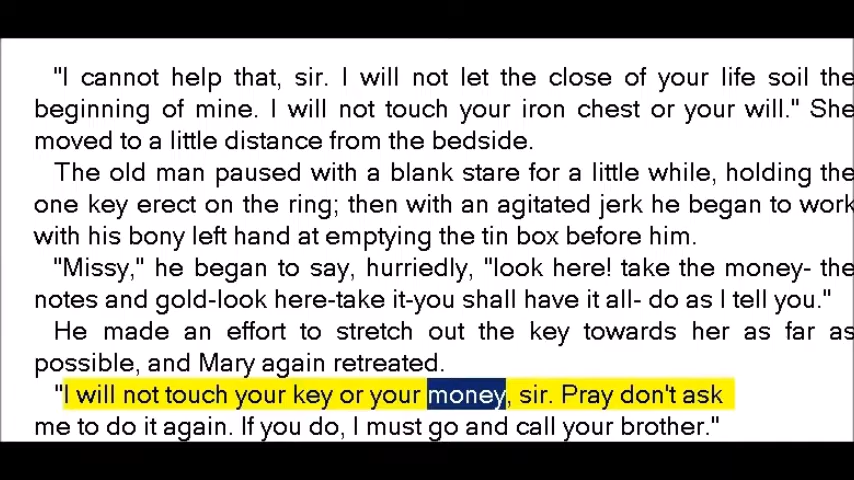 "I cannot help that, sir. I will not let the close of your life soil the
beginning of mine. I will not touch your iron chest or your will." She
moved to a little distance from the bedside.
The old man paused with a blank stare for a little while, holding the
one key erect on the ring; then with an agitated jerk he began to work
with his bony left hand at emptying the tin box before him.
"Missy," he began to say, hurriedly, "look here! take the money- the
notes and gold-look here-take it-you shall have it all- do as I tell you."
He made an effort to stretch out the key towards her as far as
possible, and Mary again retreated.
"I will not touch your key or your money, sir. Pray don't ask
me to do it again. If you do, I must go and call your brother."